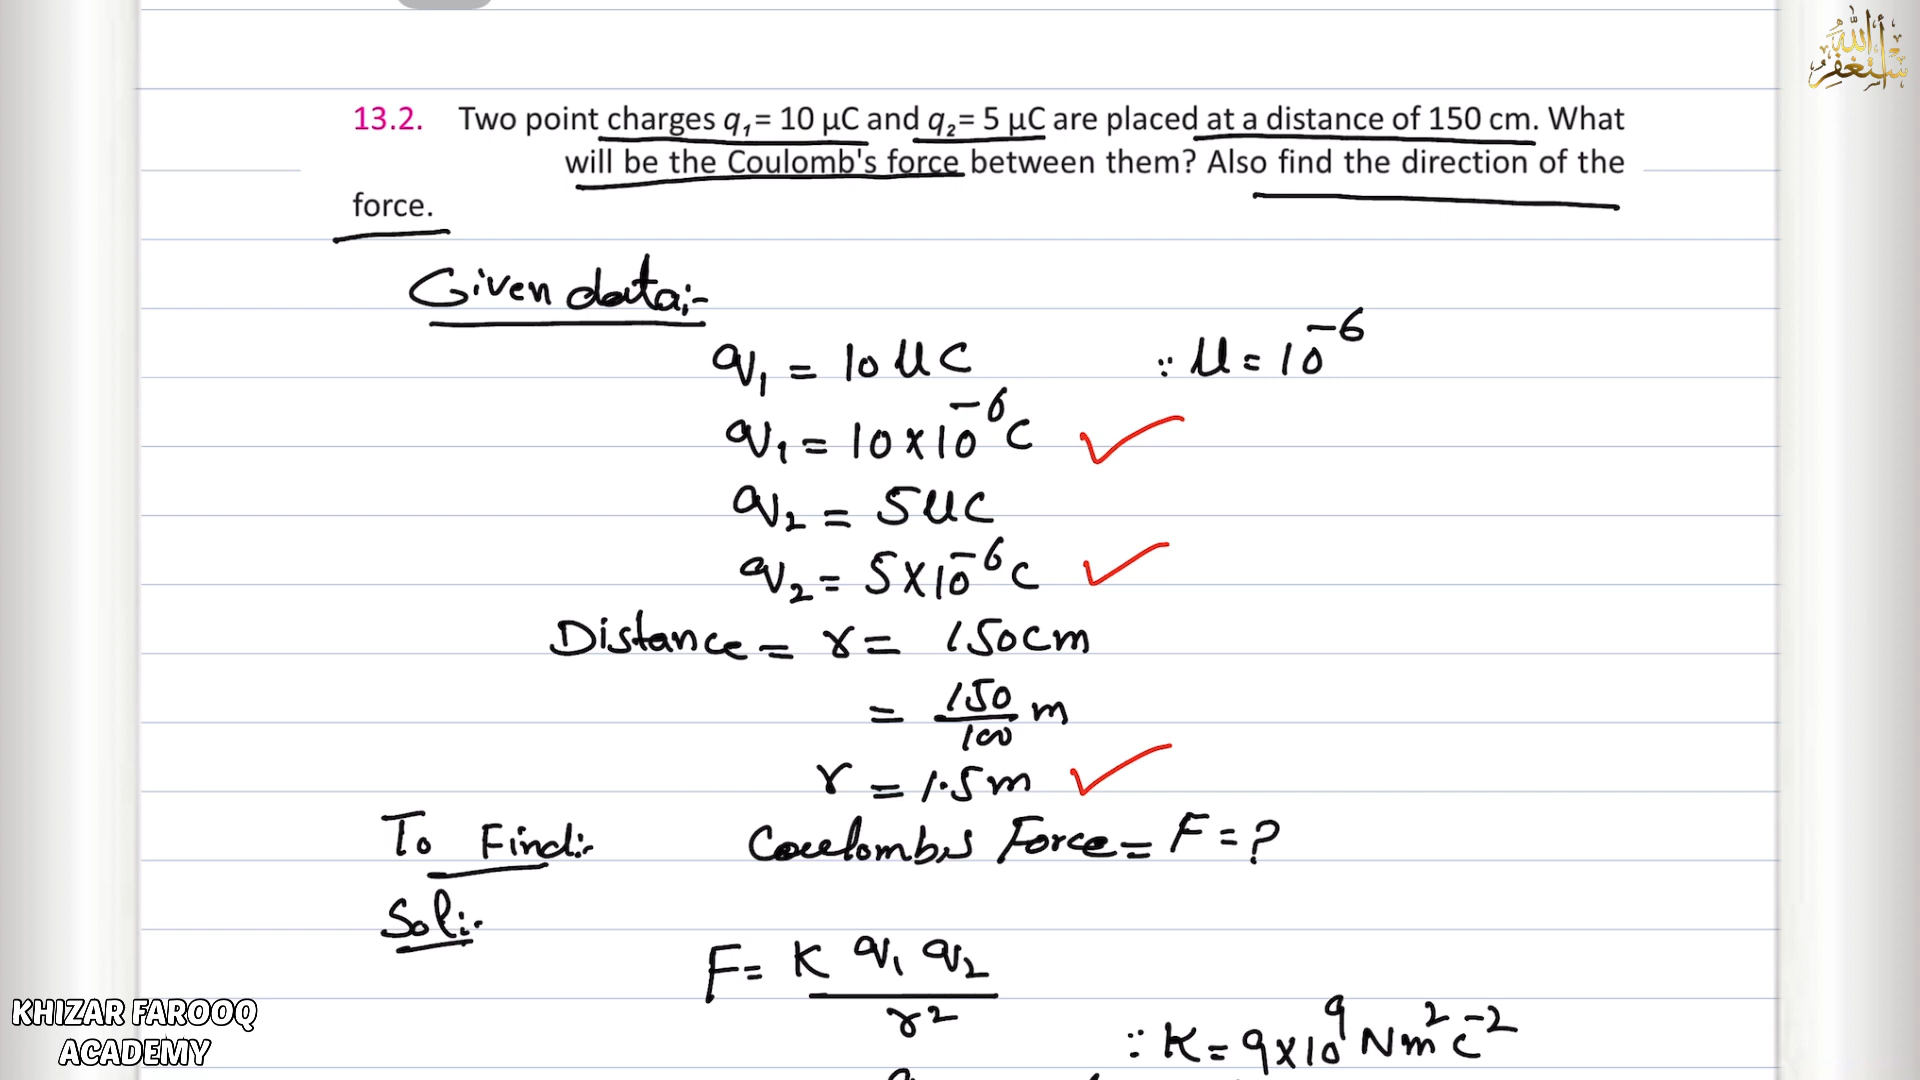 13.2. Two point charges q₁= 10 µC and q₂= 5 µC are placed at a distance of 150 cm. What
will be the Coulomb's force between them? Also find the direction of the
force.
Given data:-
q₁ = 10 µC ∵ µ = 10⁻⁶
q₁ = 10 × 10⁻⁶ C
q₂ = 5 µC
q₂ = 5 × 10⁻⁶ C
Distance = r = 150 cm
= 150/100 m
r = 1.5 m
To Find:- Coulomb's Force = F = ?
Sol:-
F = K q₁ q₂ / r²
∵ K = 9 × 10⁹ Nm² C⁻²
KHIZAR FAROOQ
ACADEMY